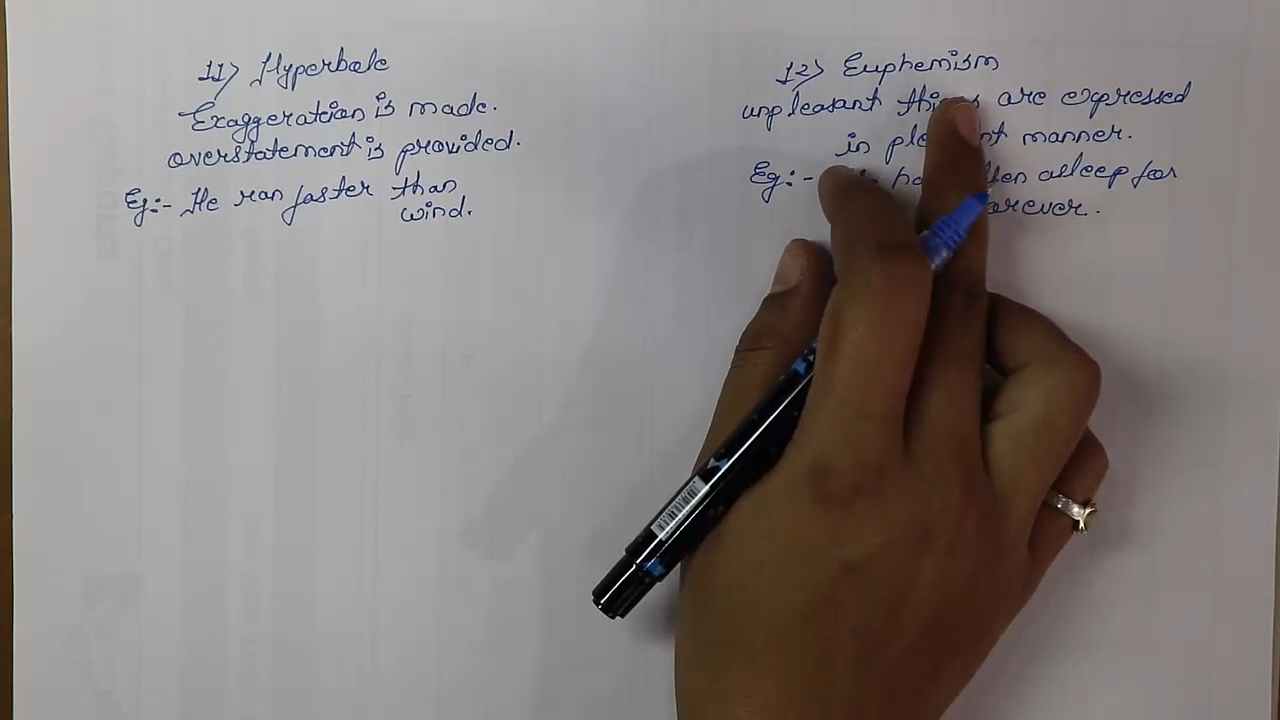 11) Hyperbole
Exaggeration is made.
overstatement is provided.
Eg:- He ran faster than
wind.
12) Euphemism
unpleasant things are expressed
in manner.
Eg:- asleep for